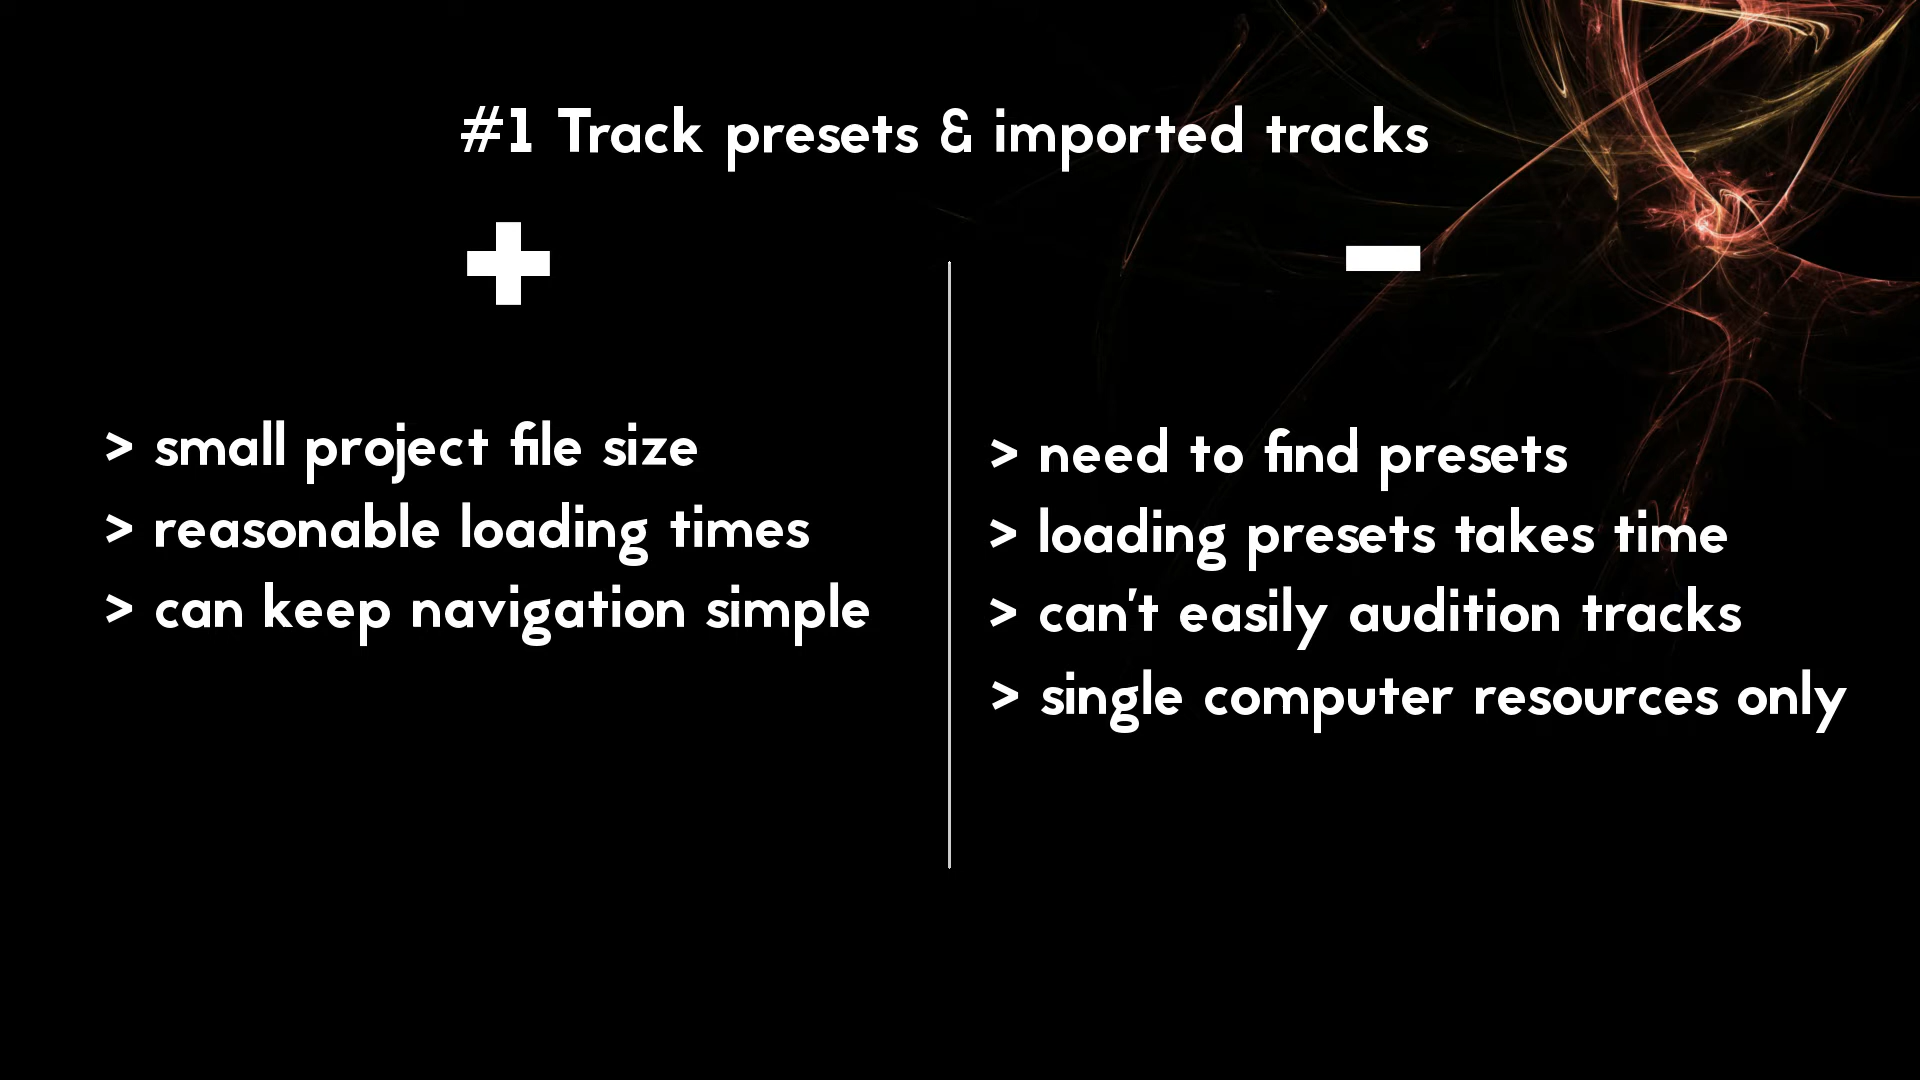 #1 Track presets & imported tracks
+
-
> small project file size
> reasonable loading times
> can keep navigation simple
> need to find presets
> loading presets takes time
> can't easily audition tracks
> single computer resources only